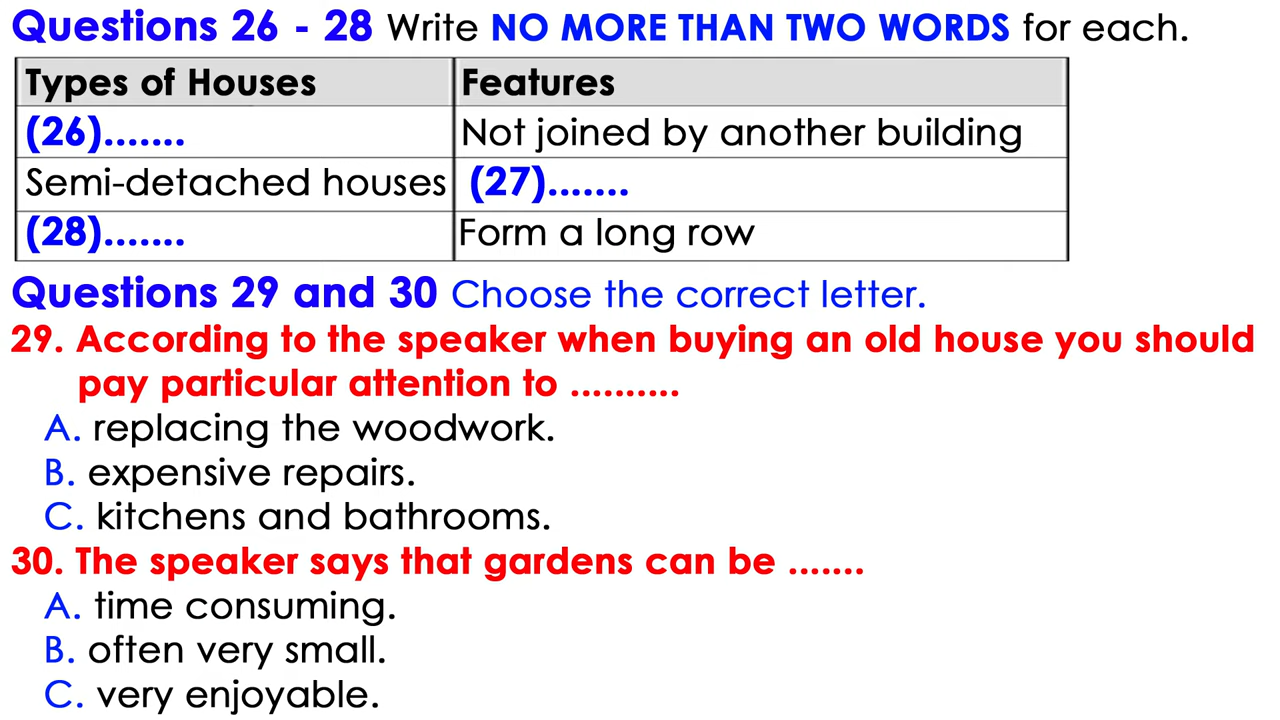 Questions 26 - 28 Write NO MORE THAN TWO WORDS for each.
Types of Houses Features
(26)....... Not joined by another building
Semi-detached houses (27).......
(28)....... Form a long row
Questions 29 and 30 Choose the correct letter.
29. According to the speaker when buying an old house you should
pay particular attention to ..........
A. replacing the woodwork.
B. expensive repairs.
C. kitchens and bathrooms.
30. The speaker says that gardens can be .......
A. time consuming.
B. often very small.
C. very enjoyable.